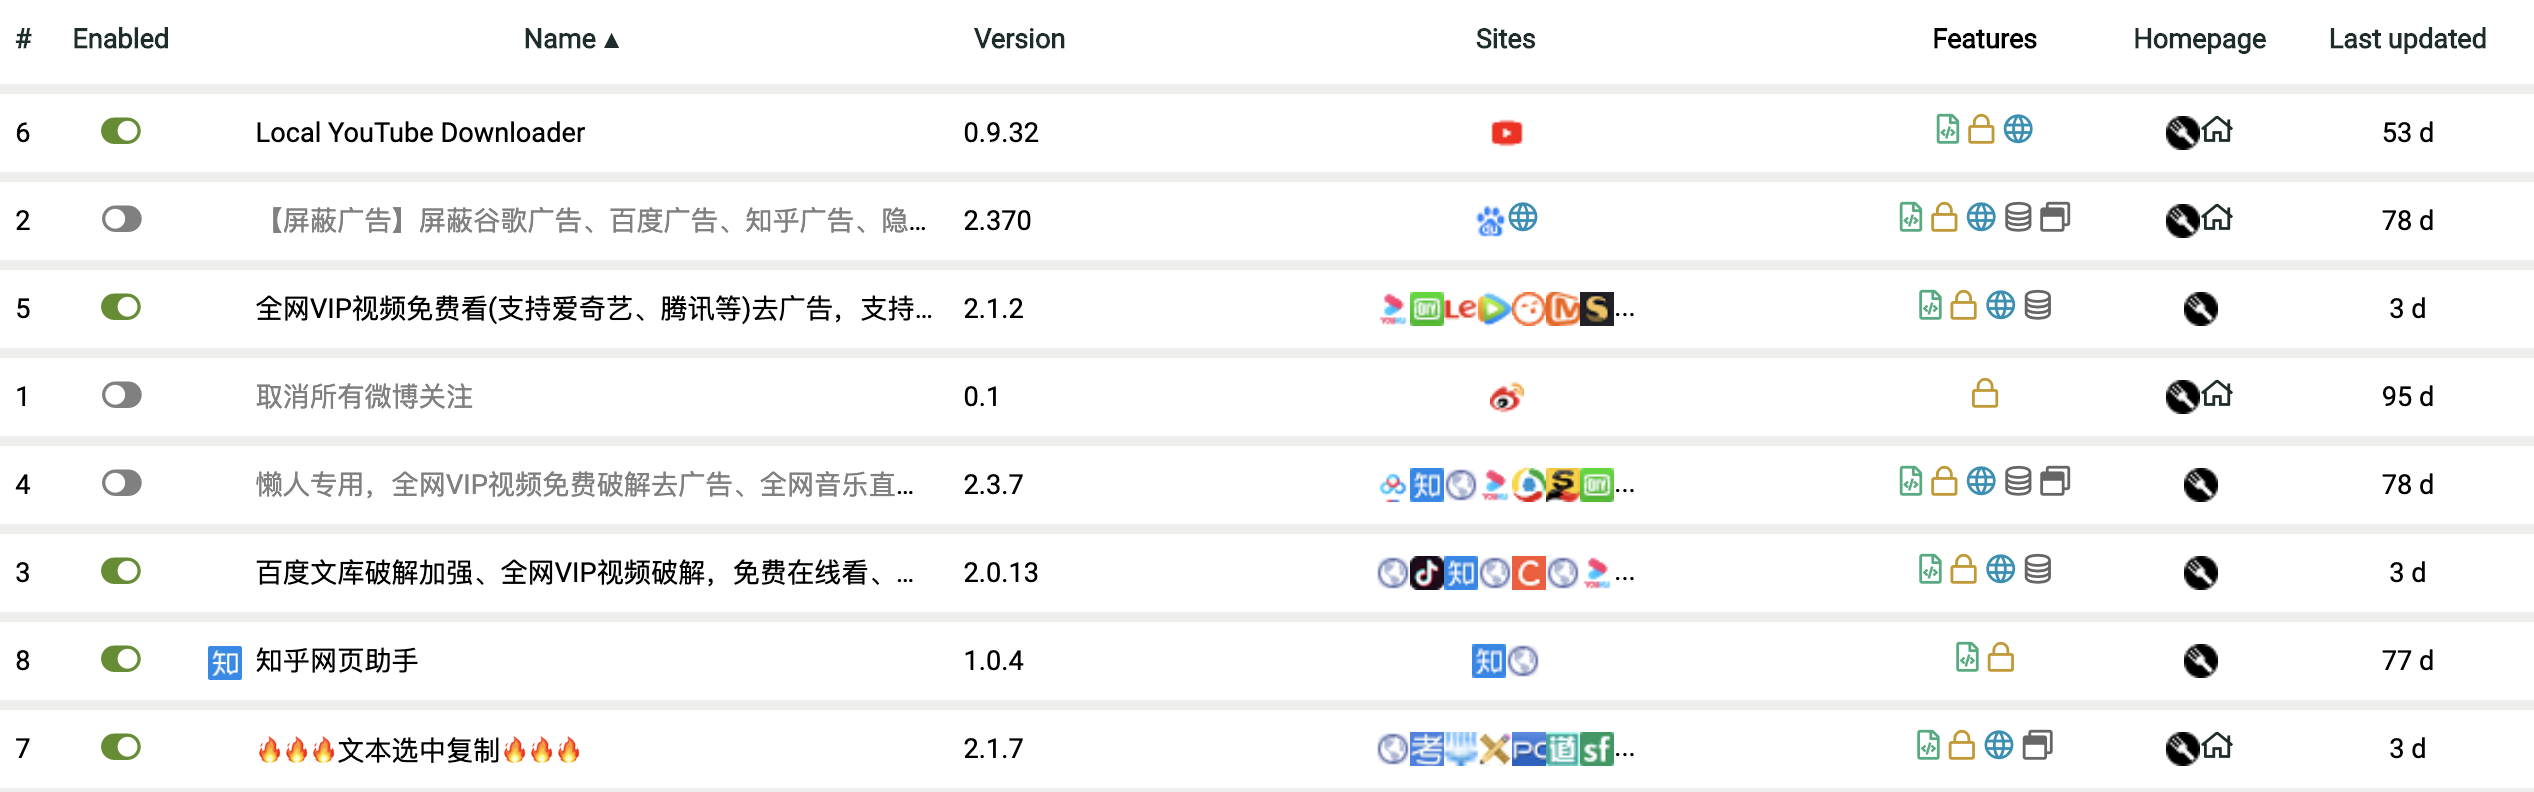 # Enabled Name ▲ Version Sites Features Homepage Last updated
6 Local YouTube Downloader 0.9.32 53 d
2 【屏蔽广告】屏蔽谷歌广告、百度广告、知乎广告、隐... du 2.370 78 d
5 全网VIP视频免费看(支持爱奇艺、腾讯等)去广告，支持... 2.1.2 YOUKU Le S ... 3 d
1 取消所有微博关注 0.1 95 d
4 懒人专用，全网VIP视频免费破解去广告、全网音乐直... 2.3.7 知 YOUKU S ... 78 d
3 百度文库破解加强、全网VIP视频破解，免费在线看、... 2.0.13 知 C YOUKU ... 3 d
8 知 知乎网页助手 1.0.4 知 77 d
7 🔥🔥🔥文本选中复制🔥🔥🔥 2.1.7 考 PC 道 sf ... 3 d